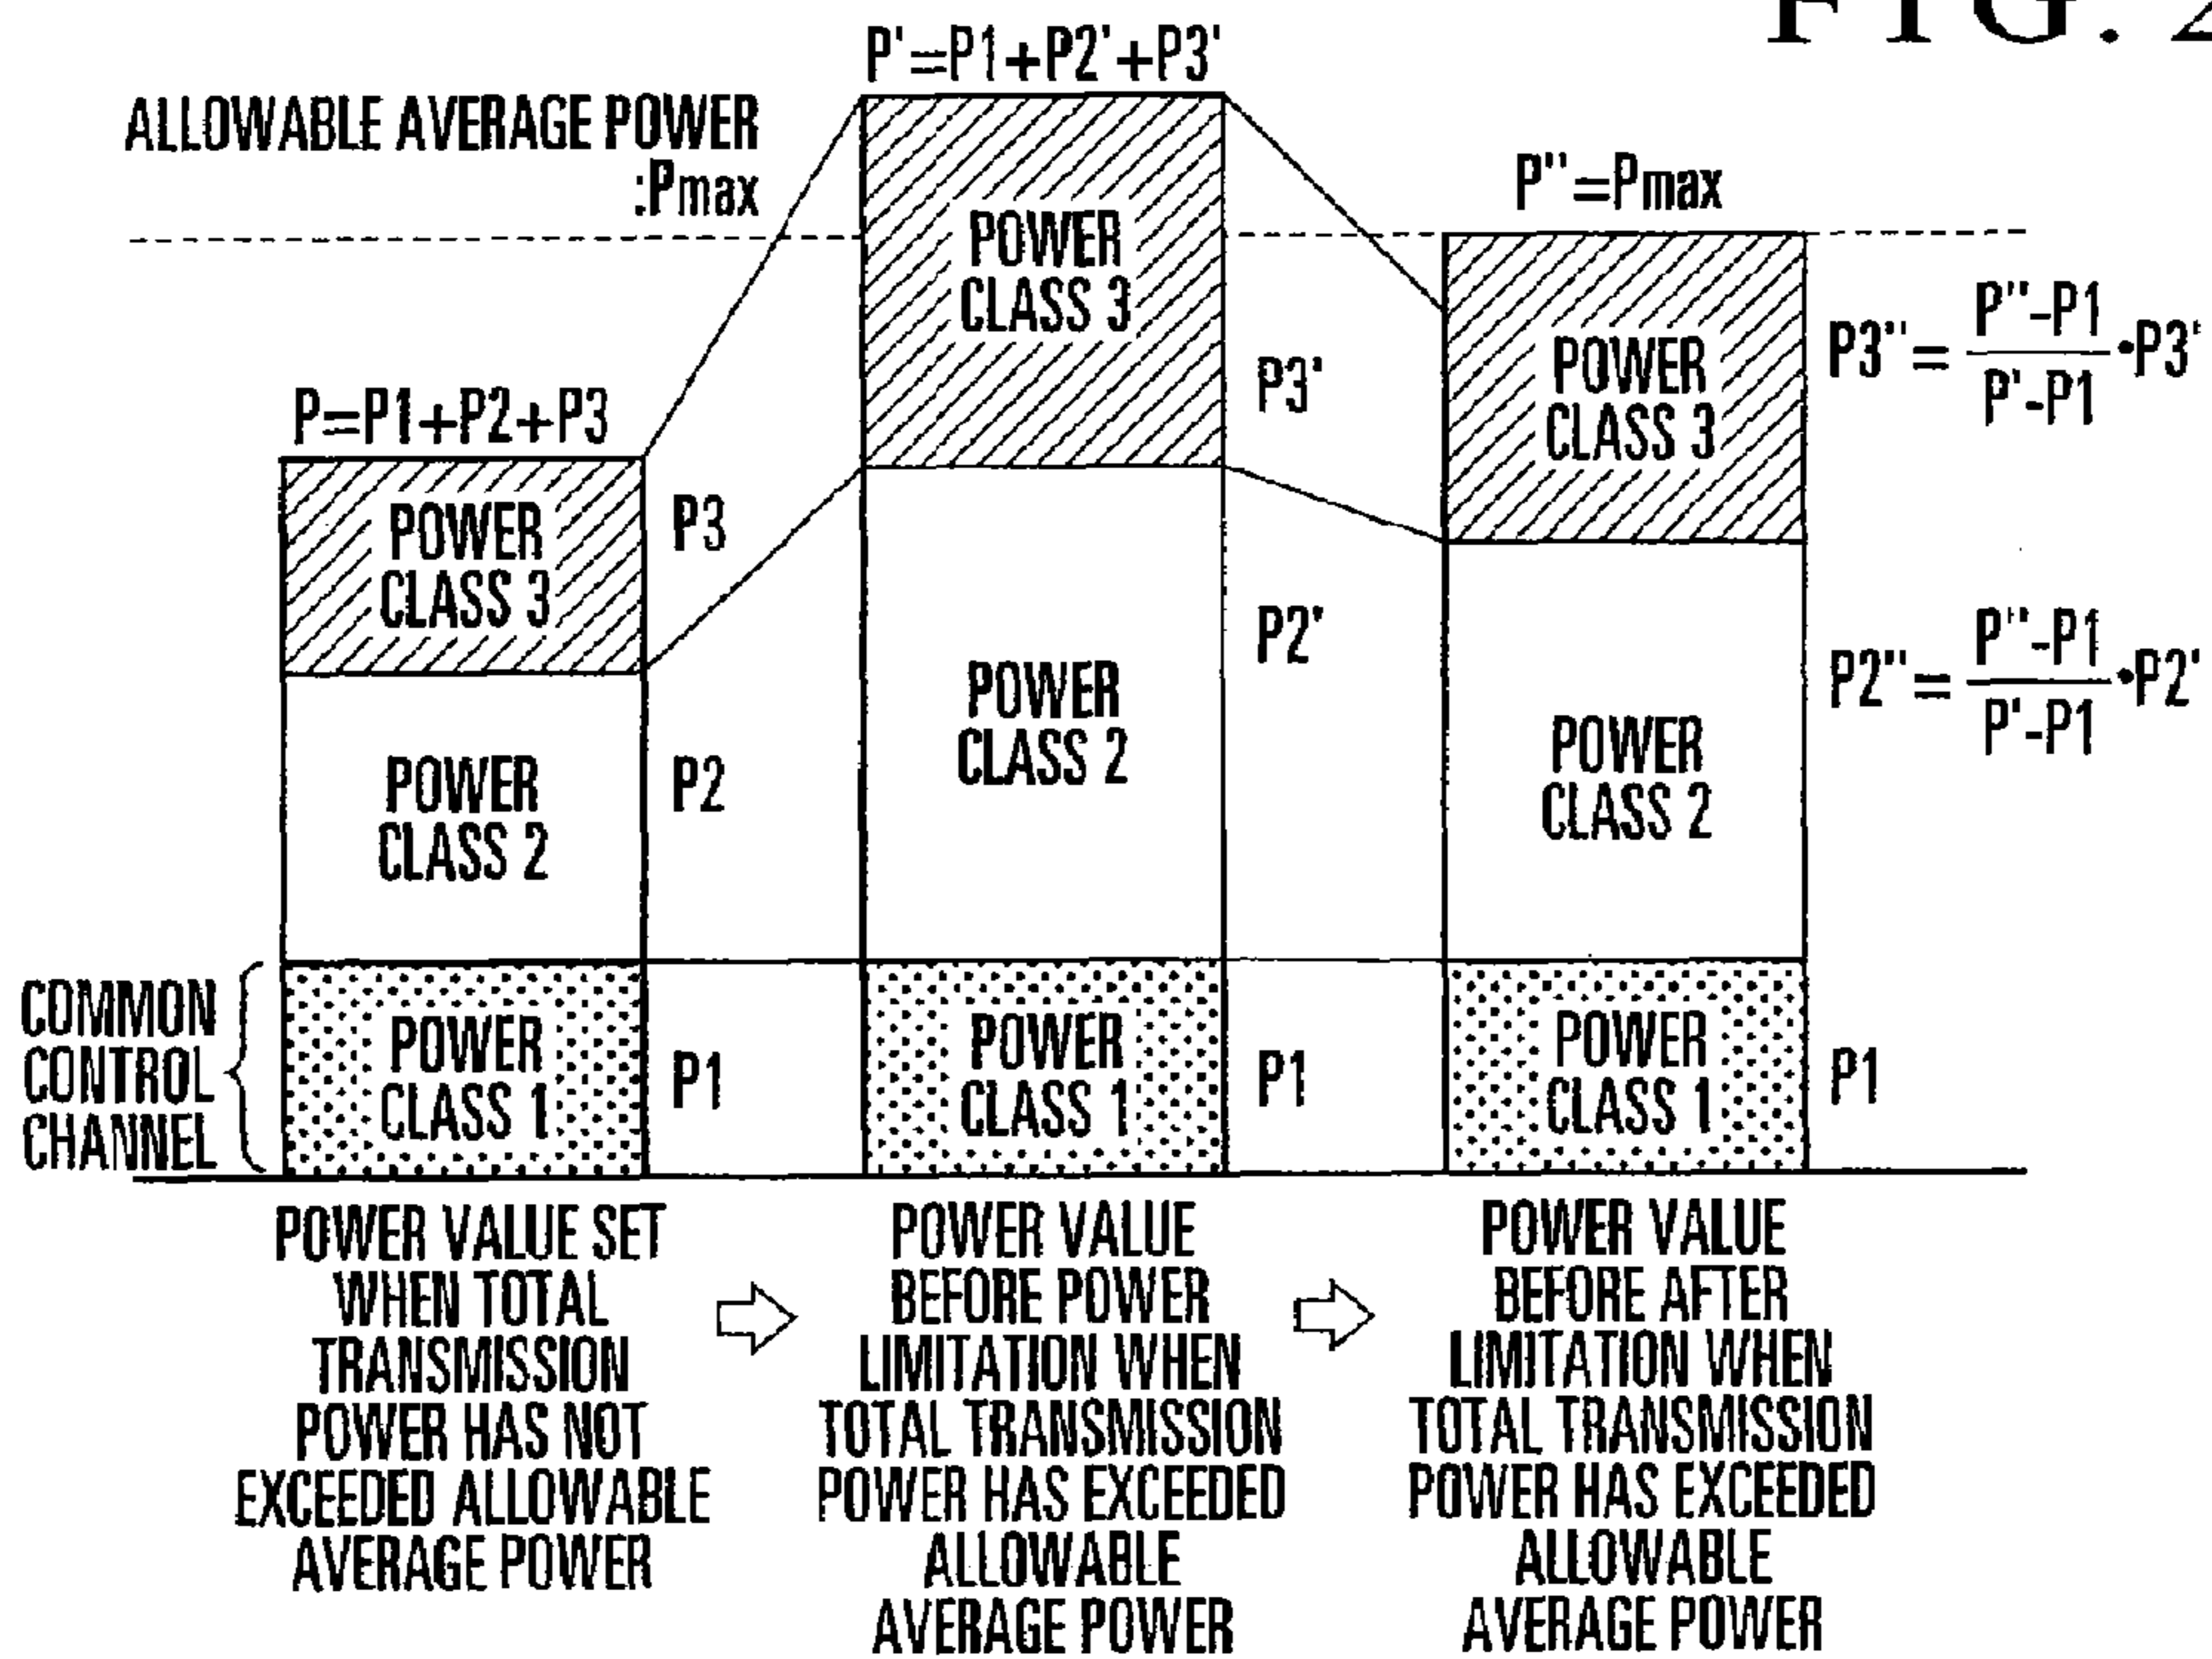 FIG. 2
P'=P1+P2'+P3'
ALLOWABLE AVERAGE POWER
:Pmax
P"=Pmax
P=P1+P2+P3
POWER
CLASS 3
P3
POWER
CLASS 2
P2
COMMON
CONTROL
CHANNEL
POWER
CLASS 1
P1
POWER
CLASS 3
P3'
POWER
CLASS 2
P2'
POWER
CLASS 1
P1
POWER
CLASS 3
P3"= P"-P1 / P'-P1 •P3'
POWER
CLASS 2
P2"= P"-P1 / P'-P1 •P2'
POWER
CLASS 1
P1
POWER VALUE SET
WHEN TOTAL
TRANSMISSION
POWER HAS NOT
EXCEEDED ALLOWABLE
AVERAGE POWER
POWER VALUE
BEFORE POWER
LIMITATION WHEN
TOTAL TRANSMISSION
POWER HAS EXCEEDED
ALLOWABLE
AVERAGE POWER
POWER VALUE
BEFORE AFTER
LIMITATION WHEN
TOTAL TRANSMISSION
POWER HAS EXCEEDED
ALLOWABLE
AVERAGE POWER